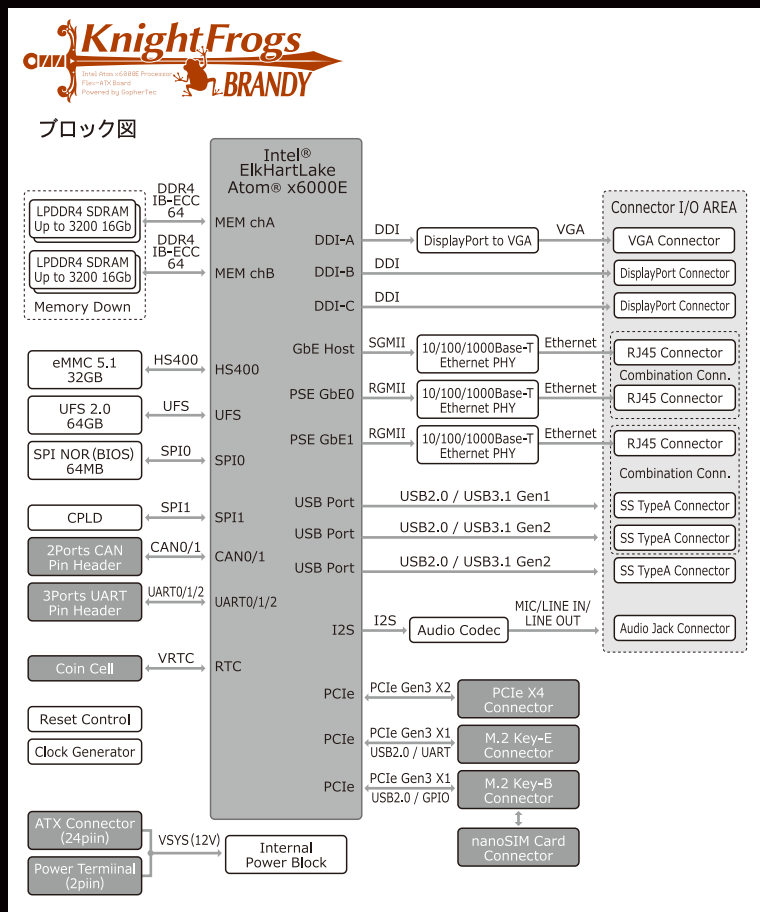 KnightFrogs
Intel Atom x6000E Processor
Flex-ATX Board
Powered by GopherTec
BRANDY
ブロック図
Intel®
ElkHartLake
Atom® x6000E
LPDDR4 SDRAM
Up to 3200 16Gb
DDR4
IB-ECC
64
MEM chA
LPDDR4 SDRAM
Up to 3200 16Gb
DDR4
IB-ECC
64
MEM chB
Memory Down
eMMC 5.1
32GB
HS400
HS400
UFS 2.0
64GB
UFS
UFS
SPI NOR (BIOS)
64MB
SPI0
SPI0
CPLD
SPI1
SPI1
2Ports CAN
Pin Header
CAN0/1
CAN0/1
3Ports UART
Pin Header
UART0/1/2
UART0/1/2
Coin Cell
VRTC
RTC
Reset Control
Clock Generator
ATX Connector
(24piin)
Power Termiinal
(2piin)
VSYS (12V)
Internal
Power Block
Connector I/O AREA
DDI-A
DDI
DisplayPort to VGA
VGA
VGA Connector
DDI-B
DDI
DisplayPort Connector
DDI-C
DDI
DisplayPort Connector
GbE Host
SGMII
10/100/1000Base-T
Ethernet PHY
Ethernet
RJ45 Connector
Combination Conn.
PSE GbE0
RGMII
10/100/1000Base-T
Ethernet PHY
Ethernet
RJ45 Connector
PSE GbE1
RGMII
10/100/1000Base-T
Ethernet PHY
Ethernet
RJ45 Connector
Combination Conn.
USB Port
USB2.0 / USB3.1 Gen1
SS TypeA Connector
USB Port
USB2.0 / USB3.1 Gen2
SS TypeA Connector
USB Port
USB2.0 / USB3.1 Gen2
SS TypeA Connector
I2S
I2S
Audio Codec
MIC/LINE IN/
LINE OUT
Audio Jack Connector
PCIe
PCIe Gen3 X2
PCIe X4
Connector
PCIe
PCIe Gen3 X1
USB2.0 / UART
M.2 Key-E
Connector
PCIe
PCIe Gen3 X1
USB2.0 / GPIO
M.2 Key-B
Connector
nanoSIM Card
Connector